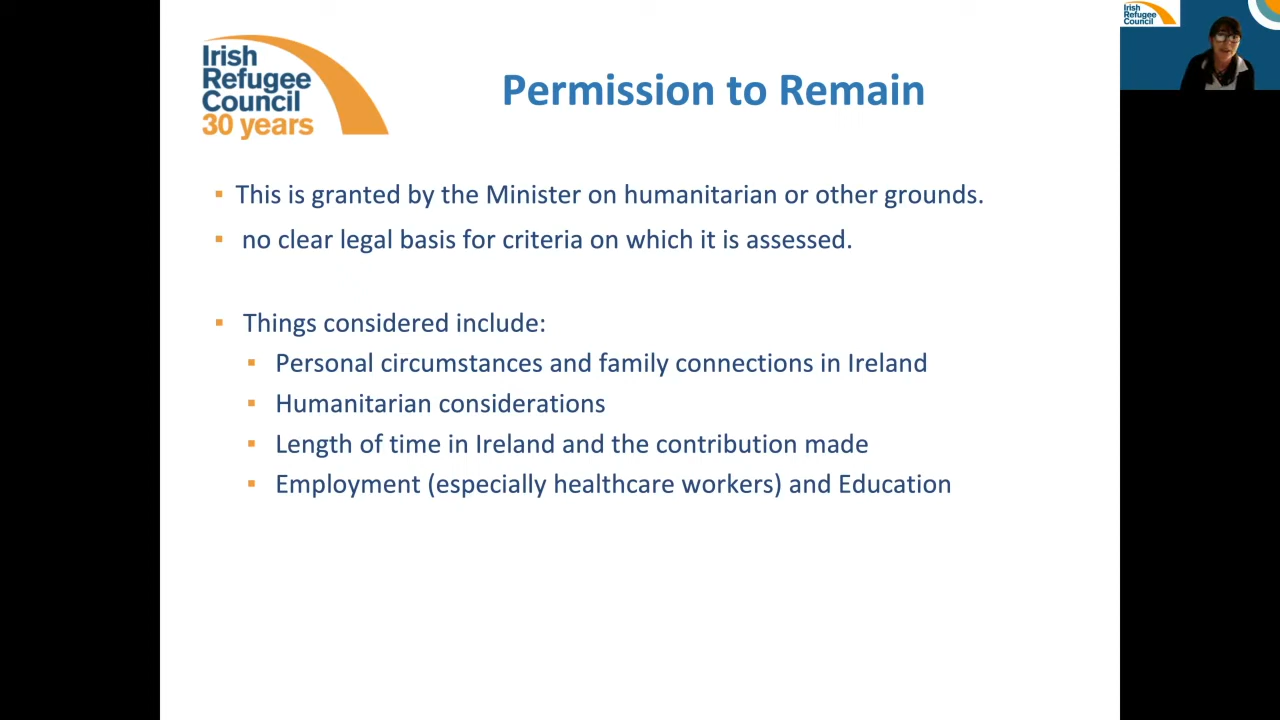 Irish
Refugee
Council
30 years
Permission to Remain
▪ This is granted by the Minister on humanitarian or other grounds.
▪ no clear legal basis for criteria on which it is assessed.
▪ Things considered include:
▪ Personal circumstances and family connections in Ireland
▪ Humanitarian considerations
▪ Length of time in Ireland and the contribution made
▪ Employment (especially healthcare workers) and Education
Irish
Refugee
Council